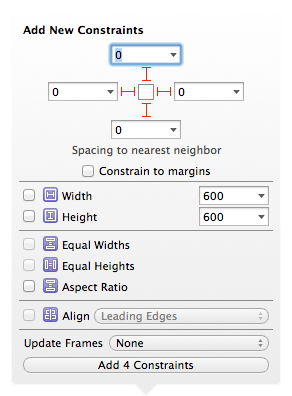 Add New Constraints
0
0 0
0
Spacing to nearest neighbor
Constrain to margins
Width 600
Height 600
Equal Widths
Equal Heights
Aspect Ratio
Align Leading Edges
Update Frames None
Add 4 Constraints